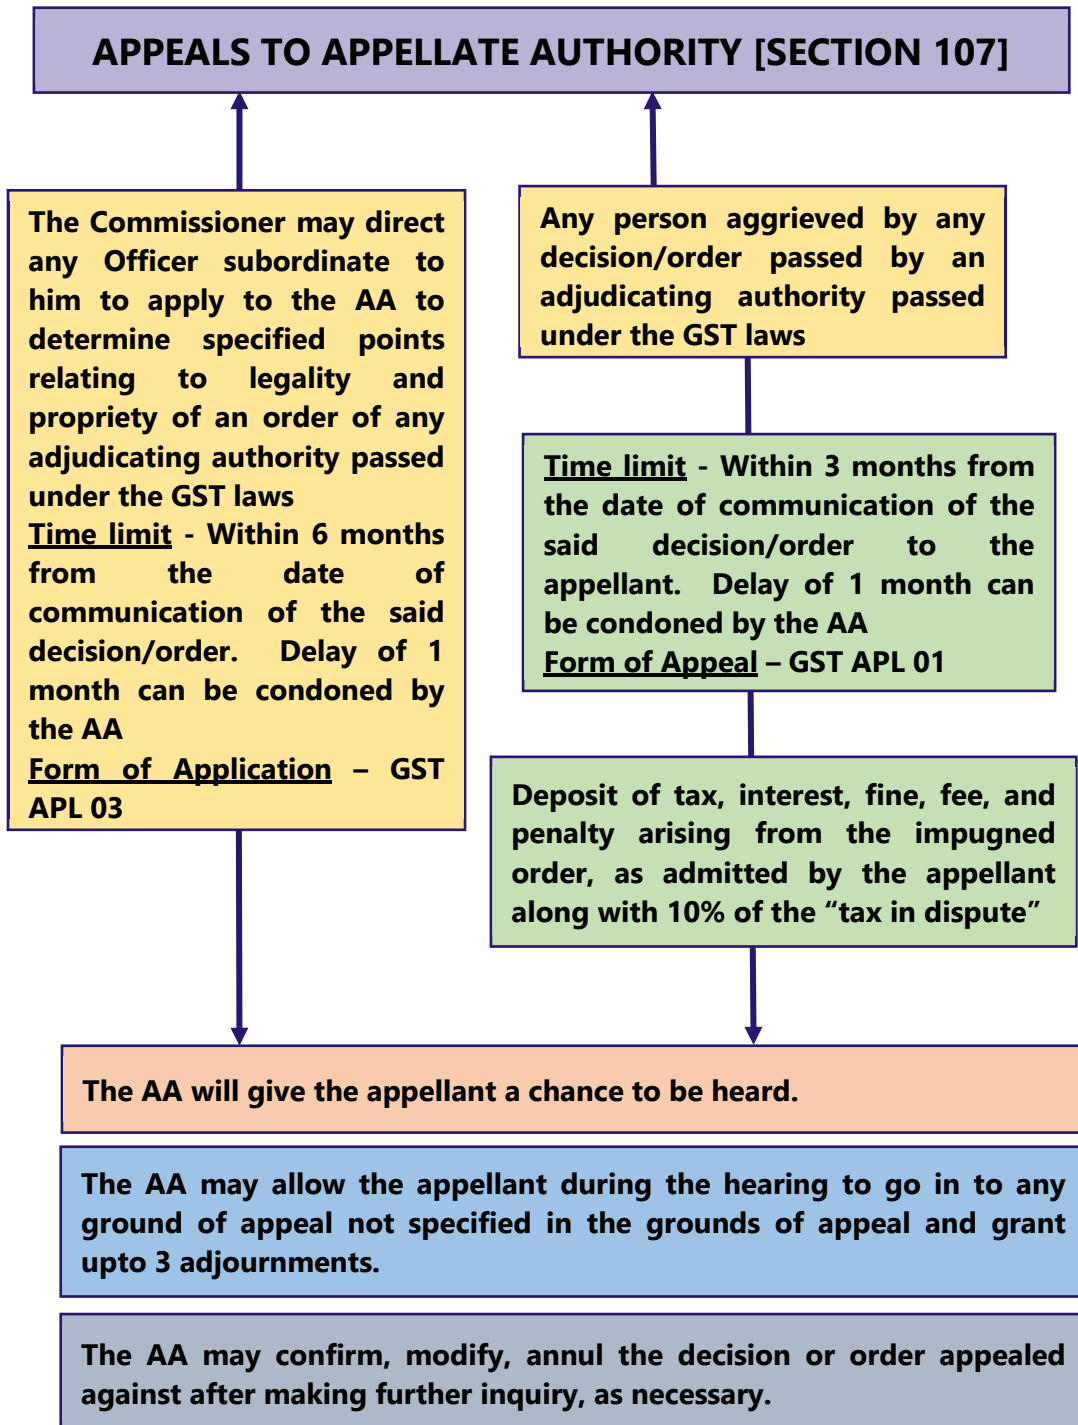 APPEALS TO APPELLATE AUTHORITY [SECTION 107]
The Commissioner may direct
any Officer subordinate to
him to apply to the AA to
determine specified points
relating to legality and
propriety of an order of any
adjudicating authority passed
under the GST laws
Time limit - Within 6 months
from the date of
communication of the said
decision/order. Delay of 1
month can be condoned by
the AA
Form of Application – GST
APL 03
Any person aggrieved by any
decision/order passed by an
adjudicating authority passed
under the GST laws
Time limit - Within 3 months from
the date of communication of the
said decision/order to the
appellant. Delay of 1 month can
be condoned by the AA
Form of Appeal – GST APL 01
Deposit of tax, interest, fine, fee, and
penalty arising from the impugned
order, as admitted by the appellant
along with 10% of the “tax in dispute”
The AA will give the appellant a chance to be heard.
The AA may allow the appellant during the hearing to go in to any
ground of appeal not specified in the grounds of appeal and grant
upto 3 adjournments.
The AA may confirm, modify, annul the decision or order appealed
against after making further inquiry, as necessary.